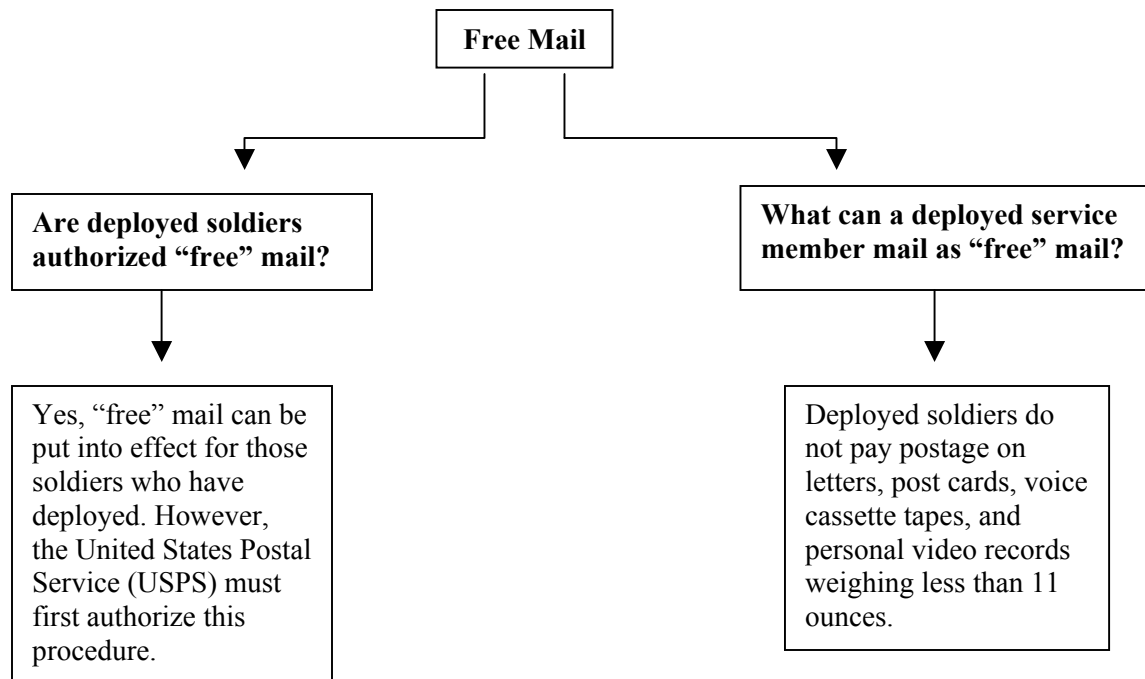 Free Mail
Are deployed soldiers
authorized “free” mail?
What can a deployed service
member mail as “free” mail?
Yes, “free” mail can be
put into effect for those
soldiers who have
deployed. However,
the United States Postal
Service (USPS) must
first authorize this
procedure.
Deployed soldiers do
not pay postage on
letters, post cards, voice
cassette tapes, and
personal video records
weighing less than 11
ounces.